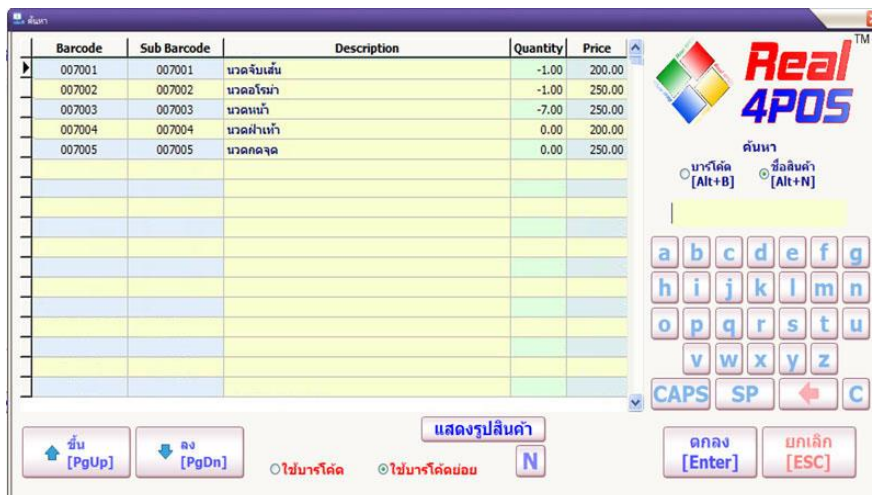 ค้นหา
Barcode Sub Barcode Description Quantity Price
007001 007001 นวดจับเส้น -1.00 200.00
007002 007002 นวดอโรม่า -1.00 250.00
007003 007003 นวดหน้า -7.00 250.00
007004 007004 นวดฝ่าเท้า 0.00 200.00
007005 007005 นวดกดจุด 0.00 250.00
Real TM
4POS
ค้นหา
บาร์โค้ด ชื่อสินค้า
[Alt+B] [Alt+N]
a b c d e f g
h i j k l m n
o p q r s t u
v w x y z
CAPS SP C
แสดงรูปสินค้า
ขึ้น
[PgUp]
ลง
[PgDn]
ใช้บาร์โค้ด ใช้บาร์โค้ดย่อย N
ตกลง
[Enter]
ยกเลิก
[ESC]